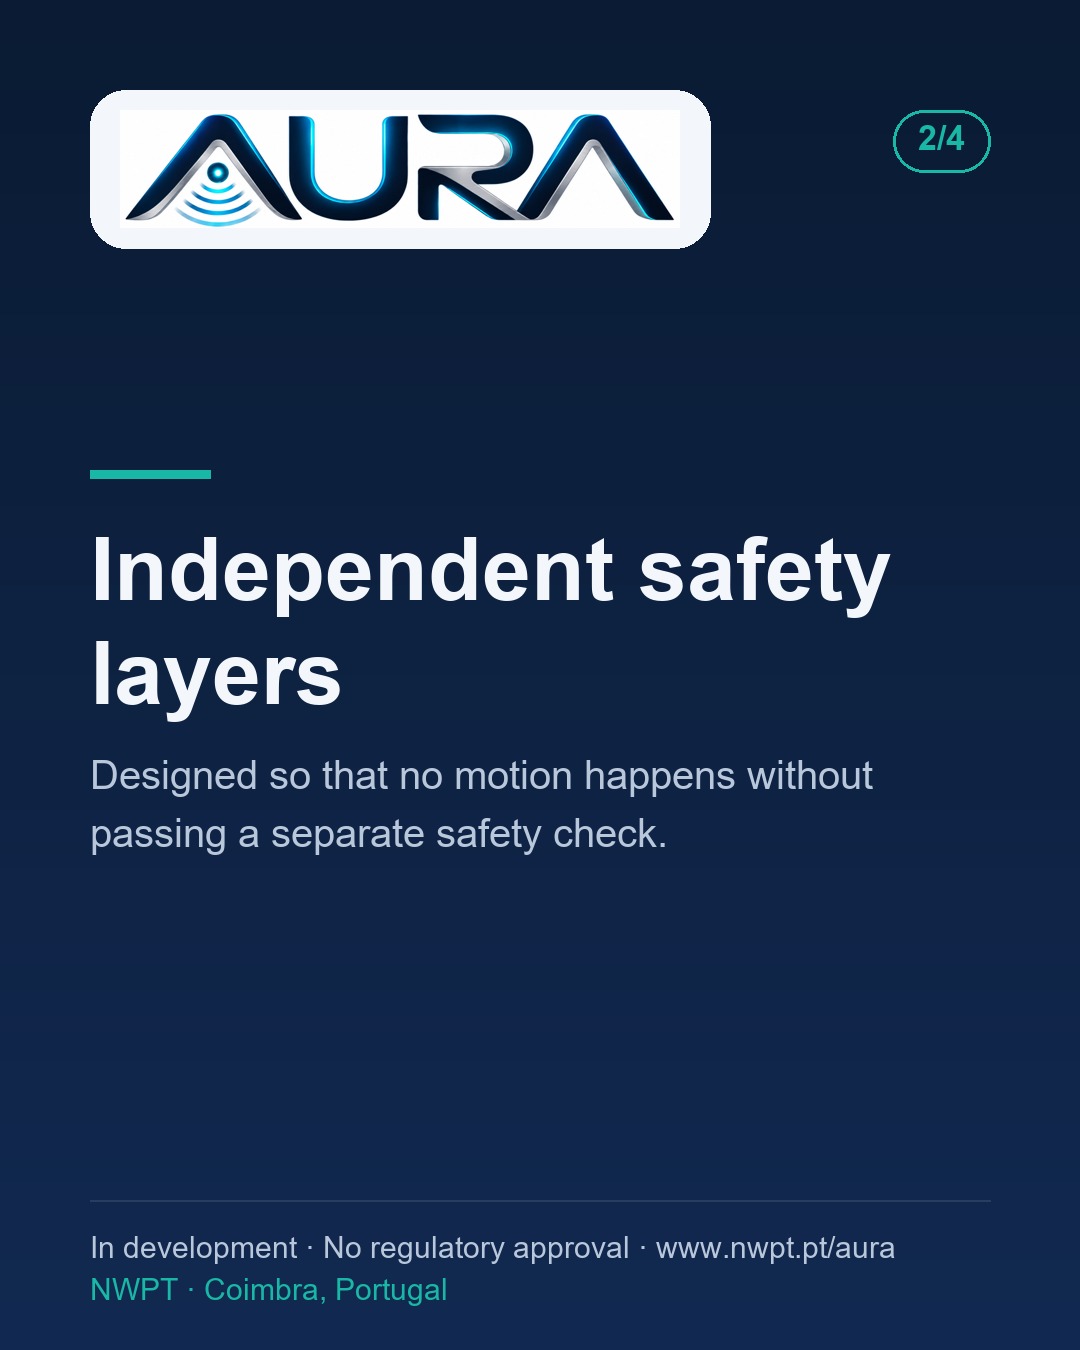 AURA
2/4
Independent safety
layers
Designed so that no motion happens without
passing a separate safety check.
In development · No regulatory approval · www.nwpt.pt/aura
NWPT · Coimbra, Portugal